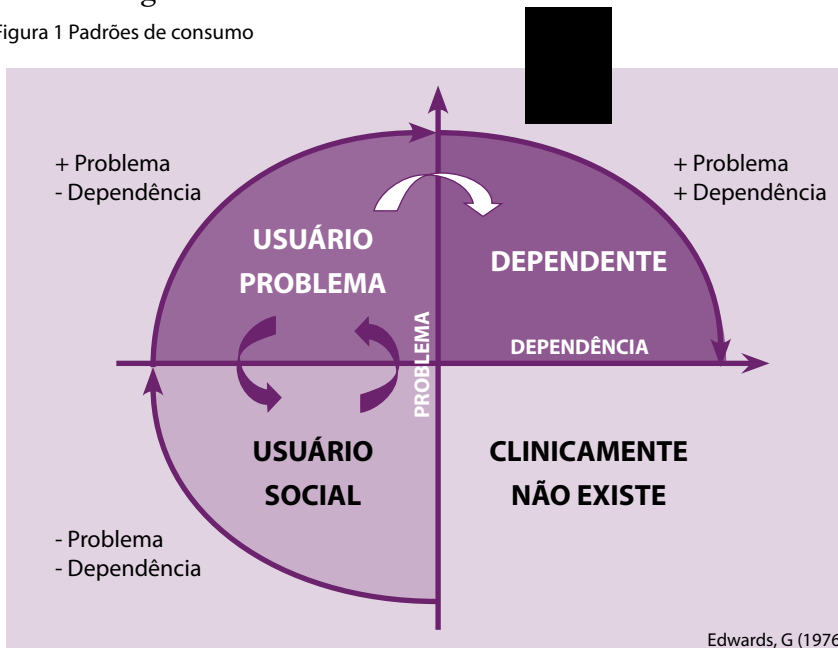 Figura 1 Padrões de consumo
+ Problema
- Dependência
+ Problema
+ Dependência
USUÁRIO
PROBLEMA
DEPENDENTE
PROBLEMA
DEPENDÊNCIA
USUÁRIO
SOCIAL
CLINICAMENTE
NÃO EXISTE
- Problema
- Dependência
Edwards, G (1976